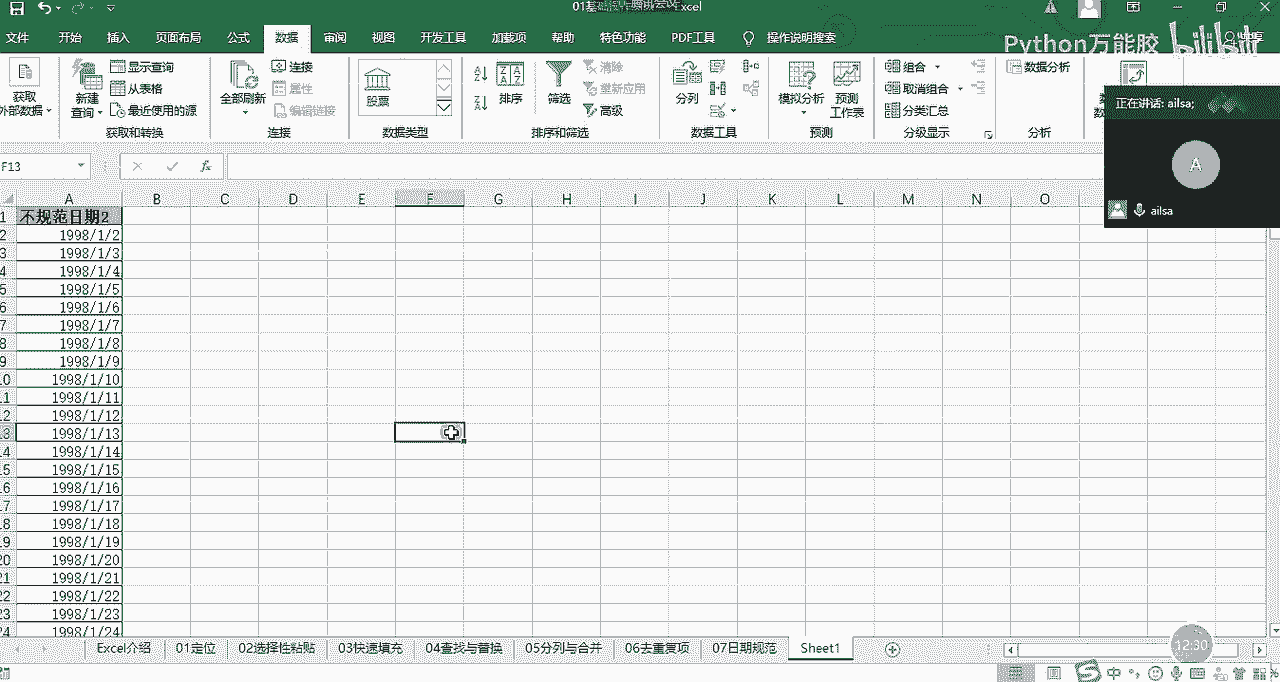 Excel
文件 开始 插入 页面布局 公式 数据 审阅 视图 开发工具 加载项 帮助 特色功能 PDF工具 操作说明搜索
Python万能胶 bilibili
获取
外部数据
新建
查询
显示查询
从表格
最近使用的源
获取和转换
全部刷新
连接
属性
编辑链接
连接
股票
数据类型
排序
筛选
清除
重新应用
高级
排序和筛选
分列
数据工具
模拟分析
预测
工作表
预测
组合
取消组合
分类汇总
分级显示
数据分析
分析
正在讲话: ailsa;
A
ailsa
F13 fx
A B C D E F G H I J K L M N O
1 不规范日期2
2 1998/1/2
3 1998/1/3
4 1998/1/4
5 1998/1/5
6 1998/1/6
7 1998/1/7
8 1998/1/8
9 1998/1/9
10 1998/1/10
11 1998/1/11
12 1998/1/12
13 1998/1/13
14 1998/1/14
15 1998/1/15
16 1998/1/16
17 1998/1/17
18 1998/1/18
19 1998/1/19
20 1998/1/20
21 1998/1/21
22 1998/1/22
23 1998/1/23
24 1998/1/24
Excel介绍 01定位 02选择性粘贴 03快速填充 04查找与替换 05分列与合并 06去重复项 07日期规范 Sheet1
12:30
中